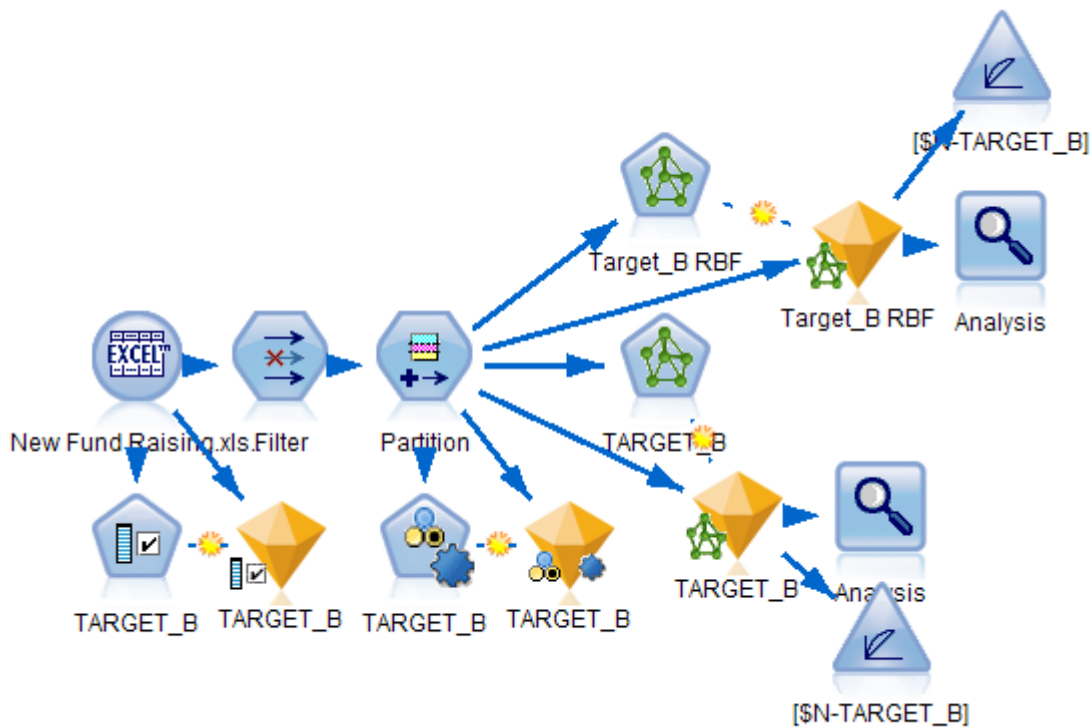 [$N-TARGET_B]
Target_B RBF
Target_B RBF
Analysis
EXCEL™
New Fund.Raising.xls.Filter
Partition
TARGET_B
TARGET_B
TARGET_B
TARGET_B
TARGET_B
TARGET_B
Analysis
[$N-TARGET_B]